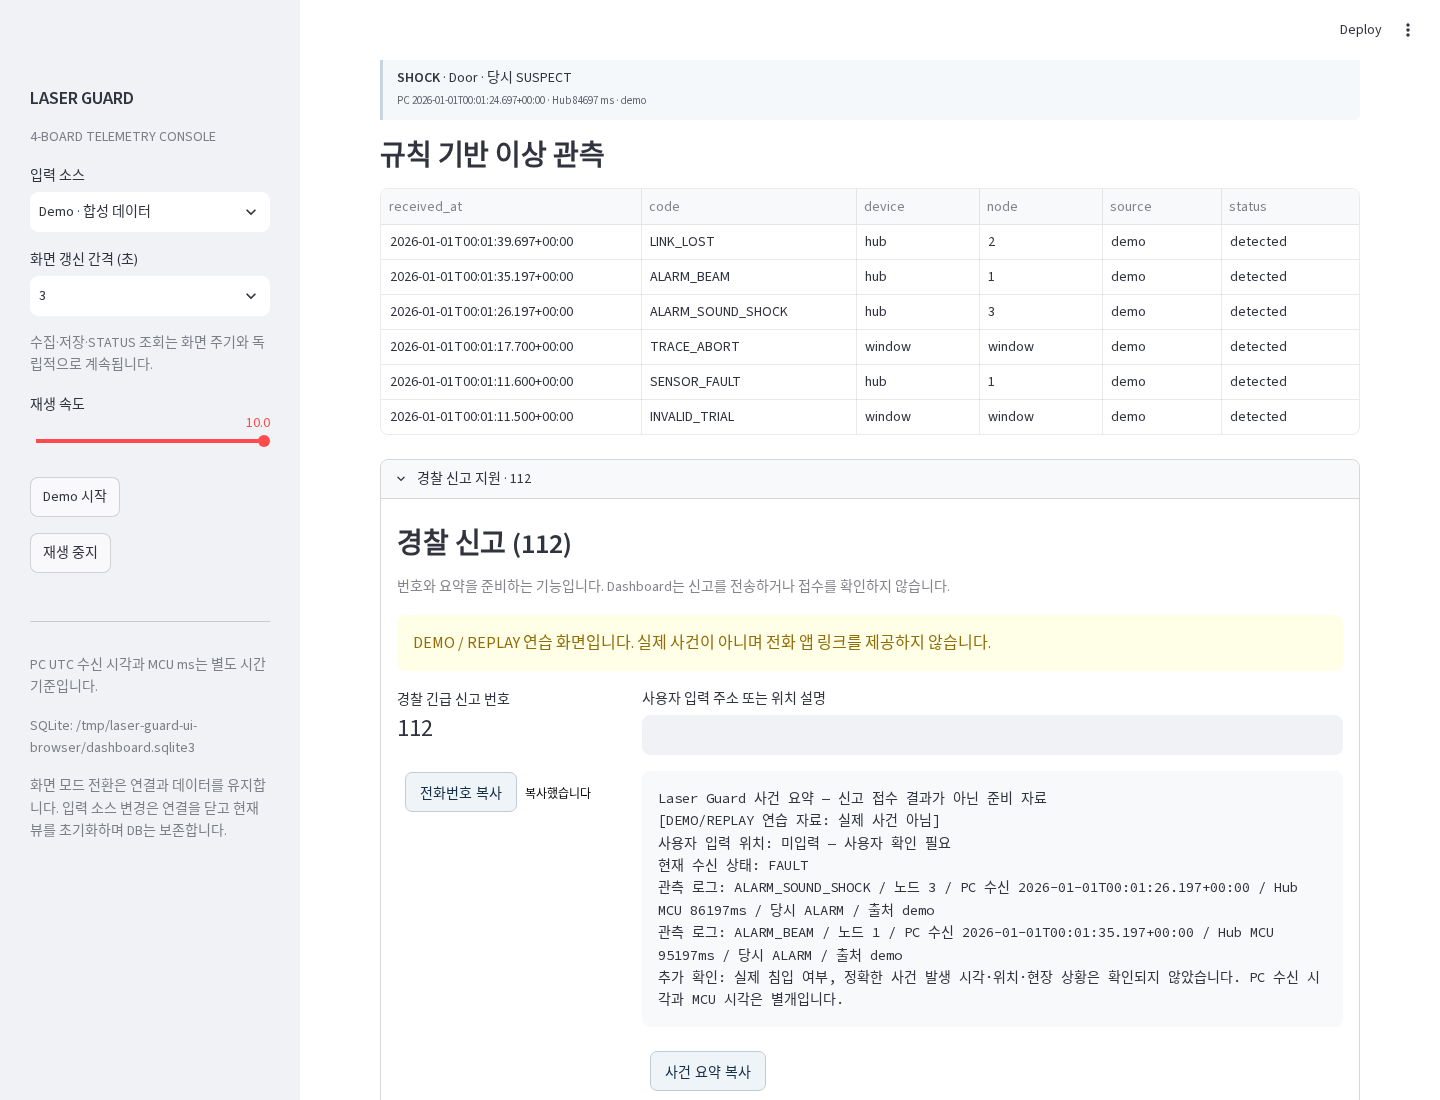 Deploy
LASER GUARD
4-BOARD TELEMETRY CONSOLE
입력 소스
Demo · 합성 데이터
화면 갱신 간격 (초)
3
수집·저장·STATUS 조회는 화면 주기와 독
립적으로 계속됩니다.
재생 속도
10.0
Demo 시작
재생 중지
PC UTC 수신 시각과 MCU ms는 별도 시간
기준입니다.
SQLite: /tmp/laser-guard-ui-
browser/dashboard.sqlite3
화면 모드 전환은 연결과 데이터를 유지합
니다. 입력 소스 변경은 연결을 닫고 현재
뷰를 초기화하며 DB는 보존합니다.
SHOCK · Door · 당시 SUSPECT
PC 2026-01-01T00:01:24.697+00:00 · Hub 84697 ms · demo
규칙 기반 이상 관측
received_at code device node source status
2026-01-01T00:01:39.697+00:00 LINK_LOST hub 2 demo detected
2026-01-01T00:01:35.197+00:00 ALARM_BEAM hub 1 demo detected
2026-01-01T00:01:26.197+00:00 ALARM_SOUND_SHOCK hub 3 demo detected
2026-01-01T00:01:17.700+00:00 TRACE_ABORT window window demo detected
2026-01-01T00:01:11.600+00:00 SENSOR_FAULT hub 1 demo detected
2026-01-01T00:01:11.500+00:00 INVALID_TRIAL window window demo detected
경찰 신고 지원 · 112
경찰 신고 (112)
번호와 요약을 준비하는 기능입니다. Dashboard는 신고를 전송하거나 접수를 확인하지 않습니다.
DEMO / REPLAY 연습 화면입니다. 실제 사건이 아니며 전화 앱 링크를 제공하지 않습니다.
경찰 긴급 신고 번호
112
전화번호 복사 복사했습니다
사용자 입력 주소 또는 위치 설명
Laser Guard 사건 요약 — 신고 접수 결과가 아닌 준비 자료
[DEMO/REPLAY 연습 자료: 실제 사건 아님]
사용자 입력 위치: 미입력 — 사용자 확인 필요
현재 수신 상태: FAULT
관측 로그: ALARM_SOUND_SHOCK / 노드 3 / PC 수신 2026-01-01T00:01:26.197+00:00 / Hub
MCU 86197ms / 당시 ALARM / 출처 demo
관측 로그: ALARM_BEAM / 노드 1 / PC 수신 2026-01-01T00:01:35.197+00:00 / Hub MCU
95197ms / 당시 ALARM / 출처 demo
추가 확인: 실제 침입 여부, 정확한 사건 발생 시각·위치·현장 상황은 확인되지 않았습니다. PC 수신 시
각과 MCU 시각은 별개입니다.
사건 요약 복사